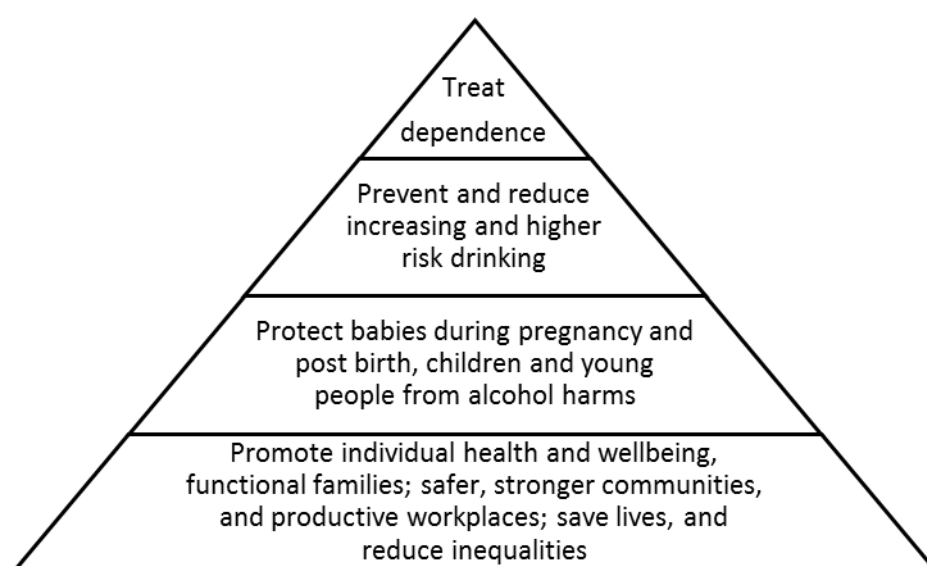 Treat
dependence
Prevent and reduce
increasing and higher
risk drinking
Protect babies during pregnancy and
post birth, children and young
people from alcohol harms
Promote individual health and wellbeing,
functional families; safer, stronger communities,
and productive workplaces; save lives, and
reduce inequalities